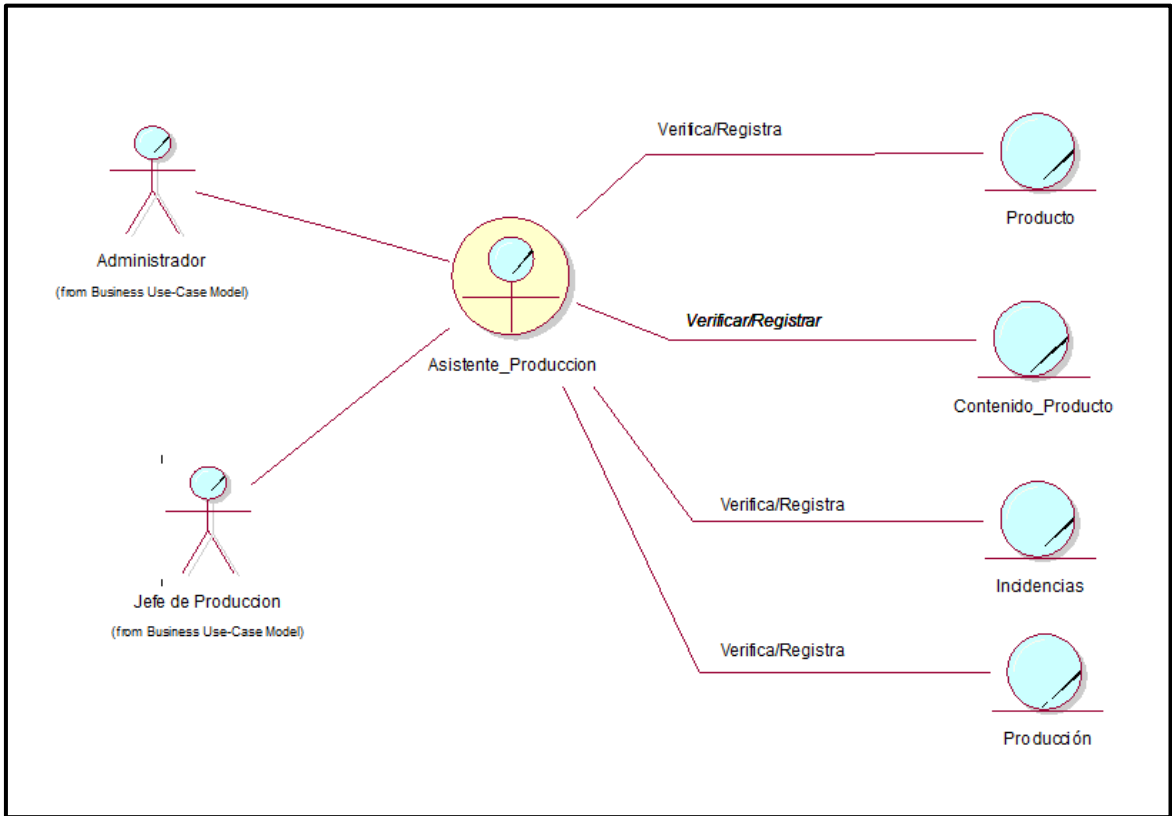 Verifica/Registra
Producto
Administrador
(from Business Use-Case Model)
Asistente_Produccion
Verificar/Registrar
Contenido_Producto
Jefe de Produccion
(from Business Use-Case Model)
Verifica/Registra
Incidencias
Verifica/Registra
Producción